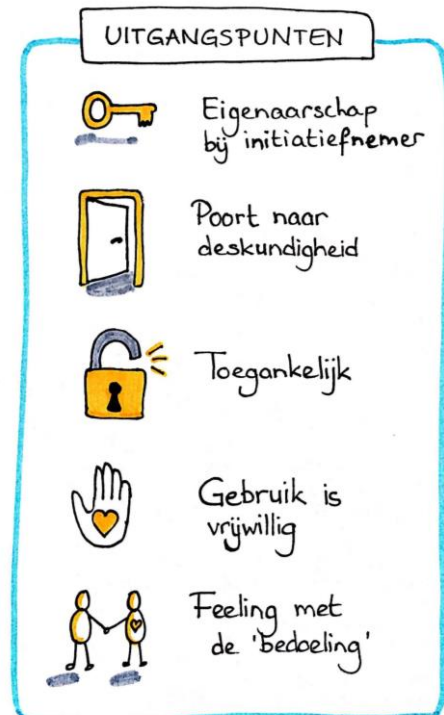 UITGANGSPUNTEN
Eigenaarschap
bij initiatiefnemer
Poort naar
deskundigheid
Toegankelijk
Gebruik is
vrijwillig
Feeling met
de 'bedoeling'